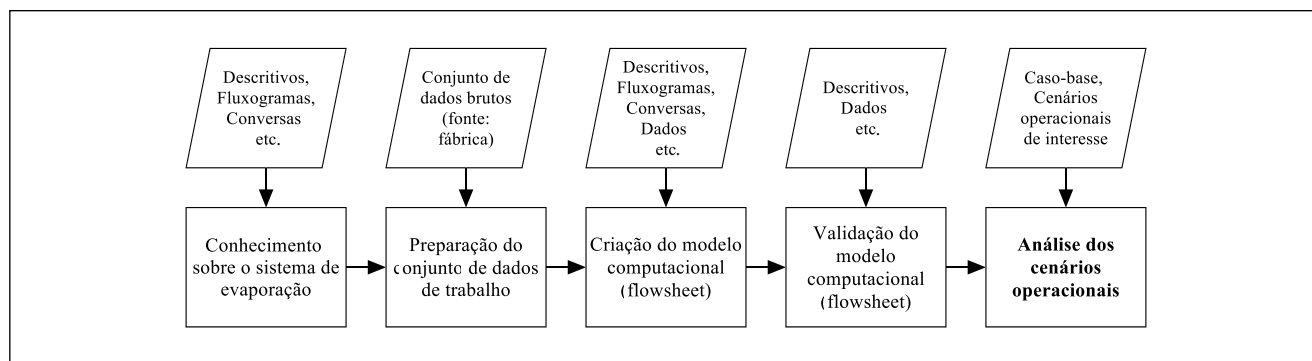 Descritivos,
Fluxogramas,
Conversas
etc.
Conjunto de
dados brutos
(fonte:
fábrica)
Descritivos,
Fluxogramas,
Conversas,
Dados
etc.
Descritivos,
Dados
etc.
Caso-base,
Cenários
operacionais
de interesse
Conhecimento
sobre o sistema de
evaporação
Preparação do
conjunto de dados
de trabalho
Criação do modelo
computacional
(flowsheet)
Validação do
modelo
computacional
(flowsheet)
Análise dos
cenários
operacionais